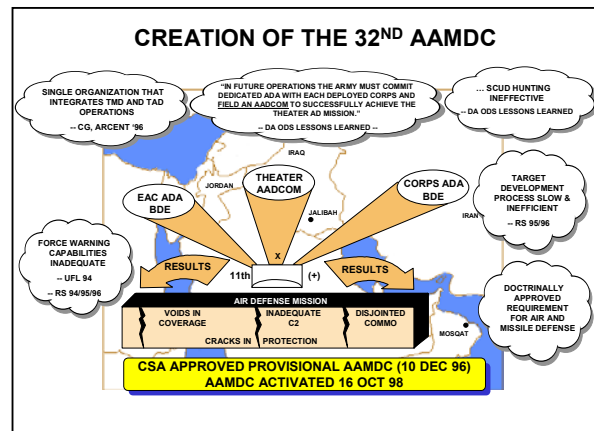 CREATION OF THE 32ND AAMDC
SINGLE ORGANIZATION THAT
INTEGRATES TMD AND TAD
OPERATIONS
-- CG, ARCENT ‘96
“IN FUTURE OPERATIONS THE ARMY MUST COMMIT
DEDICATED ADA WITH EACH DEPLOYED CORPS AND
FIELD AN AADCOM TO SUCCESSFULLY ACHIEVE THE
THEATER AD MISSION.”
-- DA ODS LESSONS LEARNED --
... SCUD HUNTING
INEFFECTIVE
-- DA ODS LESSONS LEARNED
IRAQ
JORDAN
JALIBAH
IRAN
EAC ADA
BDE
THEATER
AADCOM
CORPS ADA
BDE
TARGET
DEVELOPMENT
PROCESS SLOW &
INEFFICIENT
-- RS 95/96
FORCE WARNING
CAPABILITIES
INADEQUATE
-- UFL 94
-- RS 94/95/96
RESULTS
X
11th
(+)
RESULTS
DOCTRINALLY
APPROVED
REQUIREMENT
FOR AIR AND
MISSILE DEFENSE
AIR DEFENSE MISSION
VOIDS IN
COVERAGE
INADEQUATE
C2
DISJOINTED
COMMO
CRACKS IN PROTECTION
MOSQAT
CSA APPROVED PROVISIONAL AAMDC (10 DEC 96)
AAMDC ACTIVATED 16 OCT 98